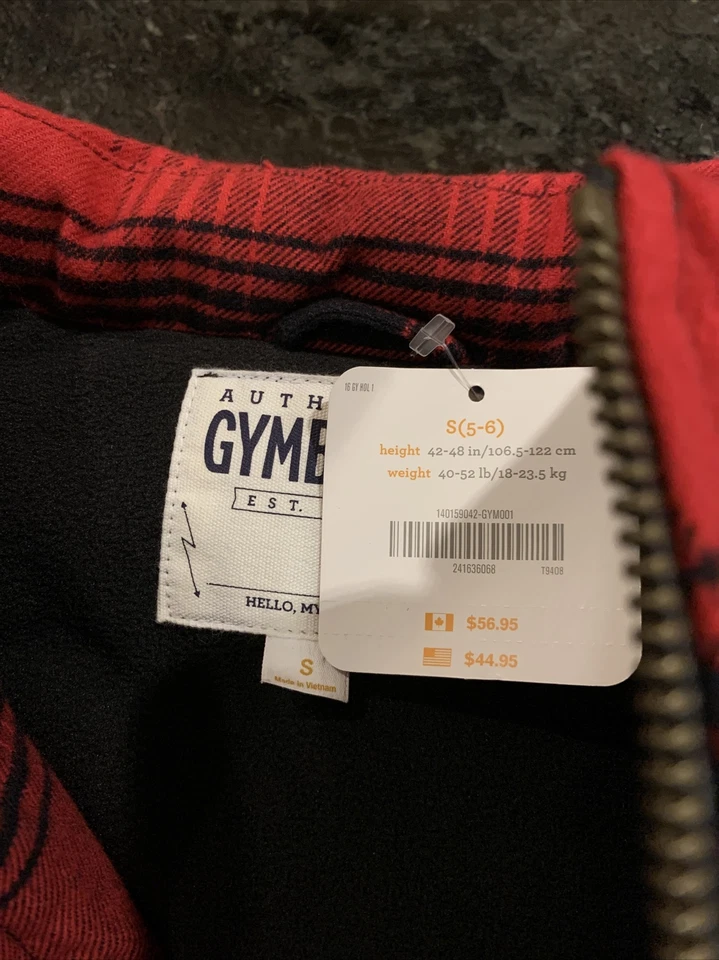 AUTH
GYMB
EST.
HELLO, MY
S
Made in Vietnam
16 GY HOL 1
S(5-6)
height 42-48 in/106.5-122 cm
weight 40-52 lb/18-23.5 kg
140159042-GYM001
241636068 T9408
$56.95
$44.95